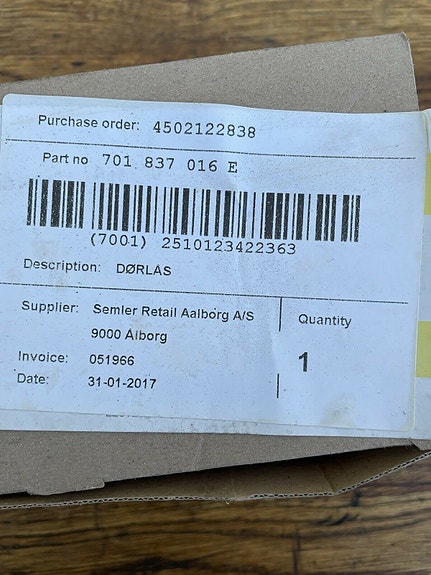 Purchase order: 4502122838
Part no 701 837 016 E
(7001) 2510123422363
Description: DØRLÅS
Supplier: Semler Retail Aalborg A/S
9000 Alborg
Invoice: 051966
Date: 31-01-2017
Quantity
1